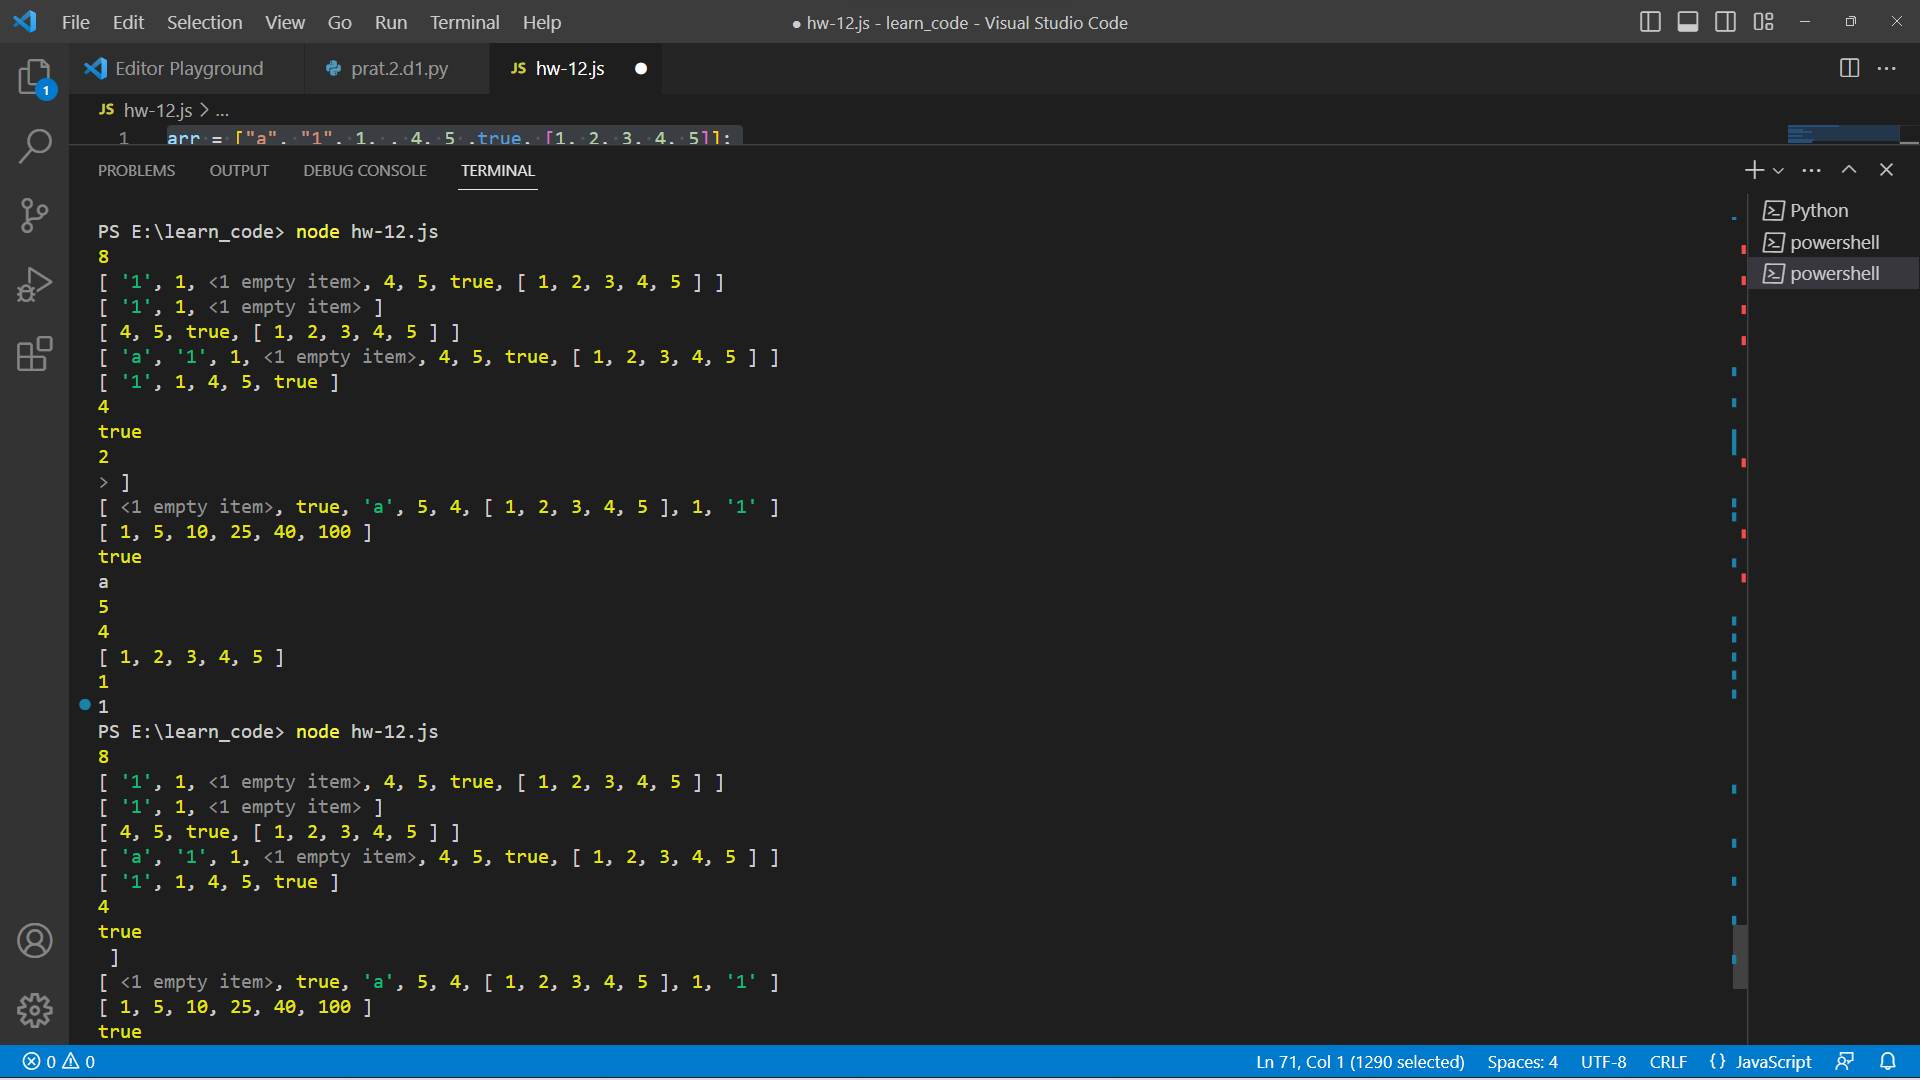 File Edit Selection View Go Run Terminal Help
● hw-12.js - learn_code - Visual Studio Code
Editor Playground
prat.2.d1.py
JS hw-12.js
1
JS hw-12.js > ...
1 arr = ["a", "1", 1, , 4, 5 ,true, [1, 2, 3, 4, 5]];
PROBLEMS OUTPUT DEBUG CONSOLE TERMINAL
PS E:\learn_code> node hw-12.js
8
[ '1', 1, <1 empty item>, 4, 5, true, [ 1, 2, 3, 4, 5 ] ]
[ '1', 1, <1 empty item> ]
[ 4, 5, true, [ 1, 2, 3, 4, 5 ] ]
[ 'a', '1', 1, <1 empty item>, 4, 5, true, [ 1, 2, 3, 4, 5 ] ]
[ '1', 1, 4, 5, true ]
4
true
2
> ]
[ <1 empty item>, true, 'a', 5, 4, [ 1, 2, 3, 4, 5 ], 1, '1' ]
[ 1, 5, 10, 25, 40, 100 ]
true
a
5
4
[ 1, 2, 3, 4, 5 ]
1
1
PS E:\learn_code> node hw-12.js
8
[ '1', 1, <1 empty item>, 4, 5, true, [ 1, 2, 3, 4, 5 ] ]
[ '1', 1, <1 empty item> ]
[ 4, 5, true, [ 1, 2, 3, 4, 5 ] ]
[ 'a', '1', 1, <1 empty item>, 4, 5, true, [ 1, 2, 3, 4, 5 ] ]
[ '1', 1, 4, 5, true ]
4
true
]
[ <1 empty item>, true, 'a', 5, 4, [ 1, 2, 3, 4, 5 ], 1, '1' ]
[ 1, 5, 10, 25, 40, 100 ]
true
Python
powershell
powershell
0 0
Ln 71, Col 1 (1290 selected) Spaces: 4 UTF-8 CRLF {} JavaScript